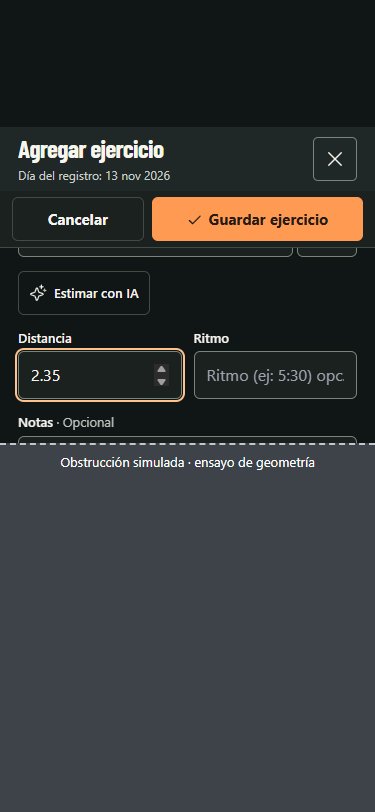 Agregar ejercicio
Día del registro: 13 nov 2026
Cancelar
Guardar ejercicio
Estimar con IA
Distancia
Ritmo
2.35
Ritmo (ej: 5:30) opc
Notas · Opcional
Obstrucción simulada · ensayo de geometría